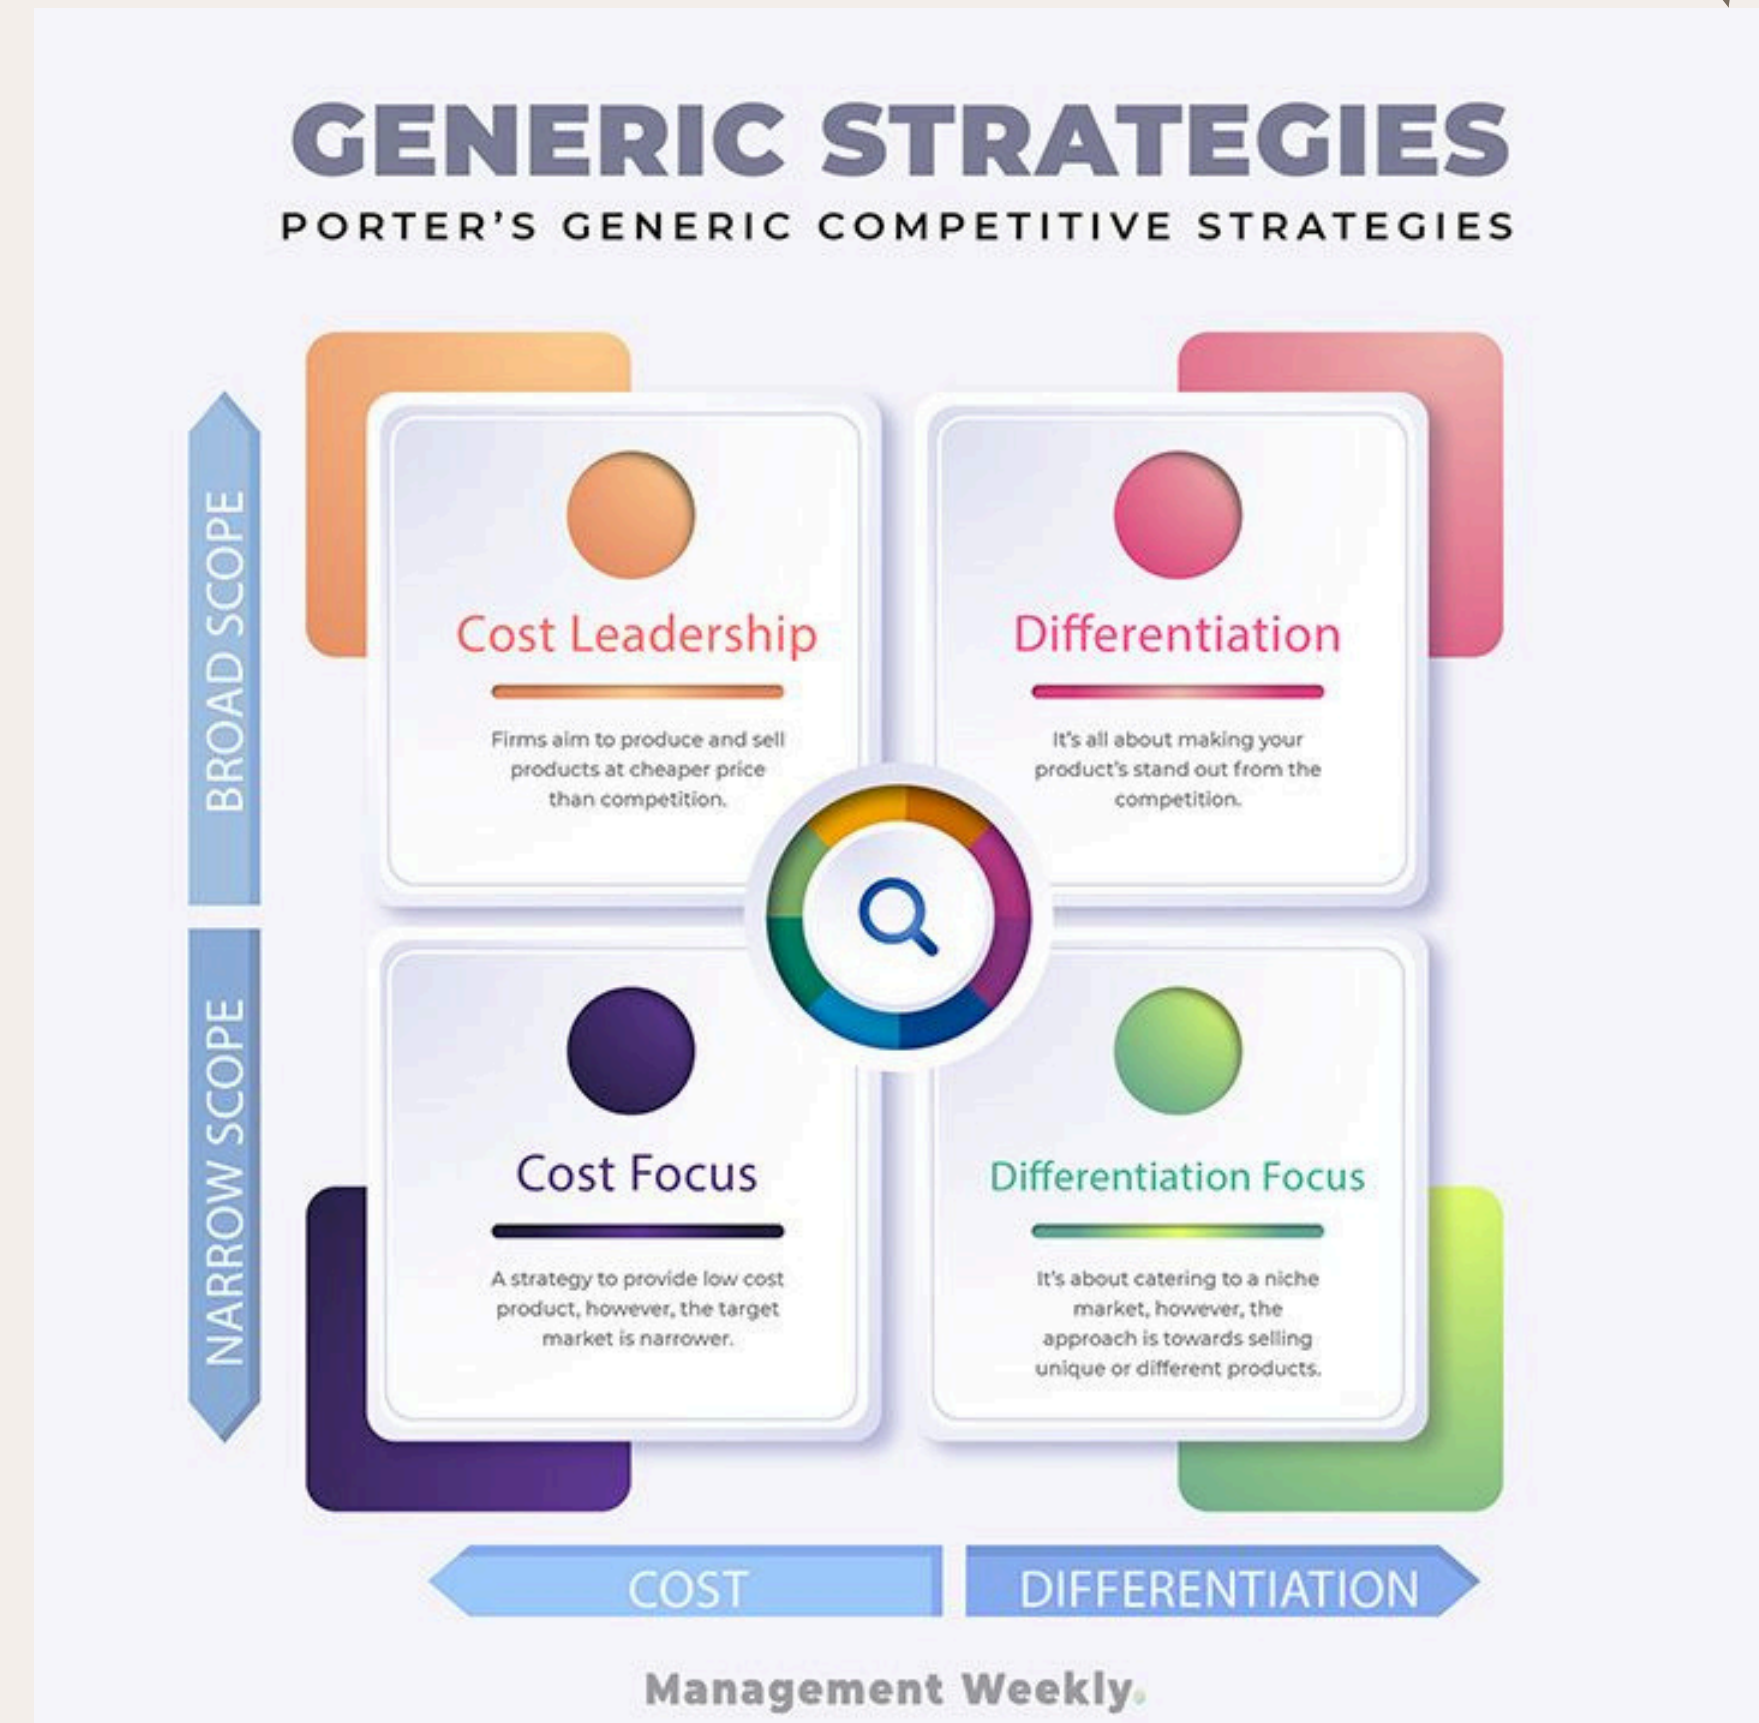 GENERIC STRATEGIES
PORTER'S GENERIC COMPETITIVE STRATEGIES
BROAD SCOPE
Cost Leadership
Firms aim to produce and sell
products at cheaper price
than competition.
Differentiation
It's all about making your
product's stand out from the
competition.
NARROW SCOPE
Cost Focus
A strategy to provide low cost
product, however, the target
market is narrower.
Differentiation Focus
It's about catering to a niche
market, however, the
approach is towards selling
unique or different products.
COST
DIFFERENTIATION
Management Weekly.